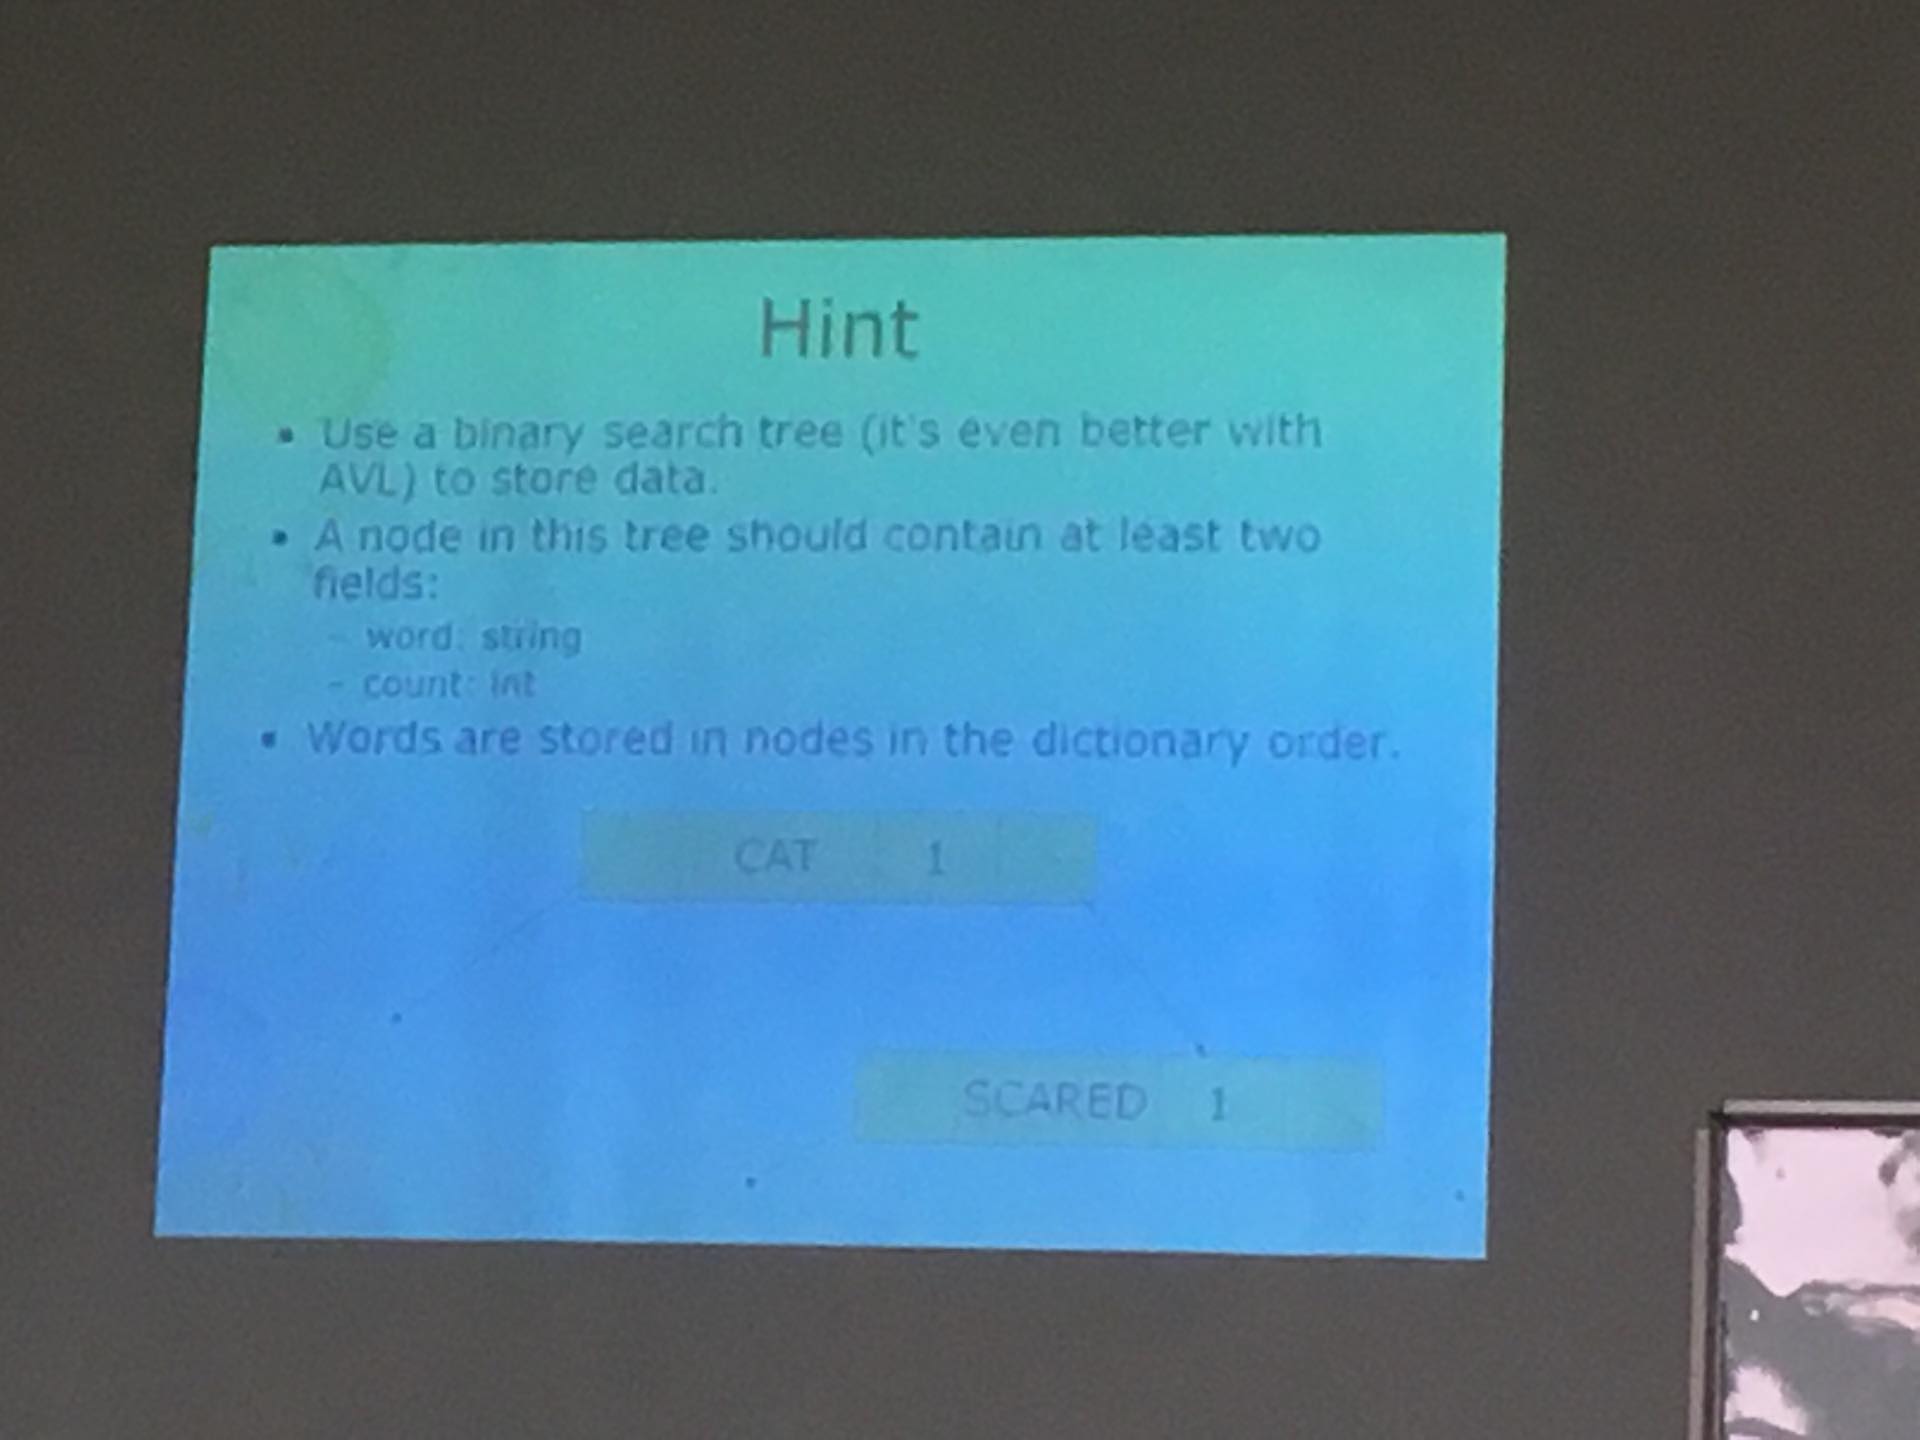 Hint
• Use a binary search tree (it's even better with
AVL) to store data.
• A node in this tree should contain at least two
fields:
– word: string
– count: int
• Words are stored in nodes in the dictionary order.
CAT 1
SCARED 1